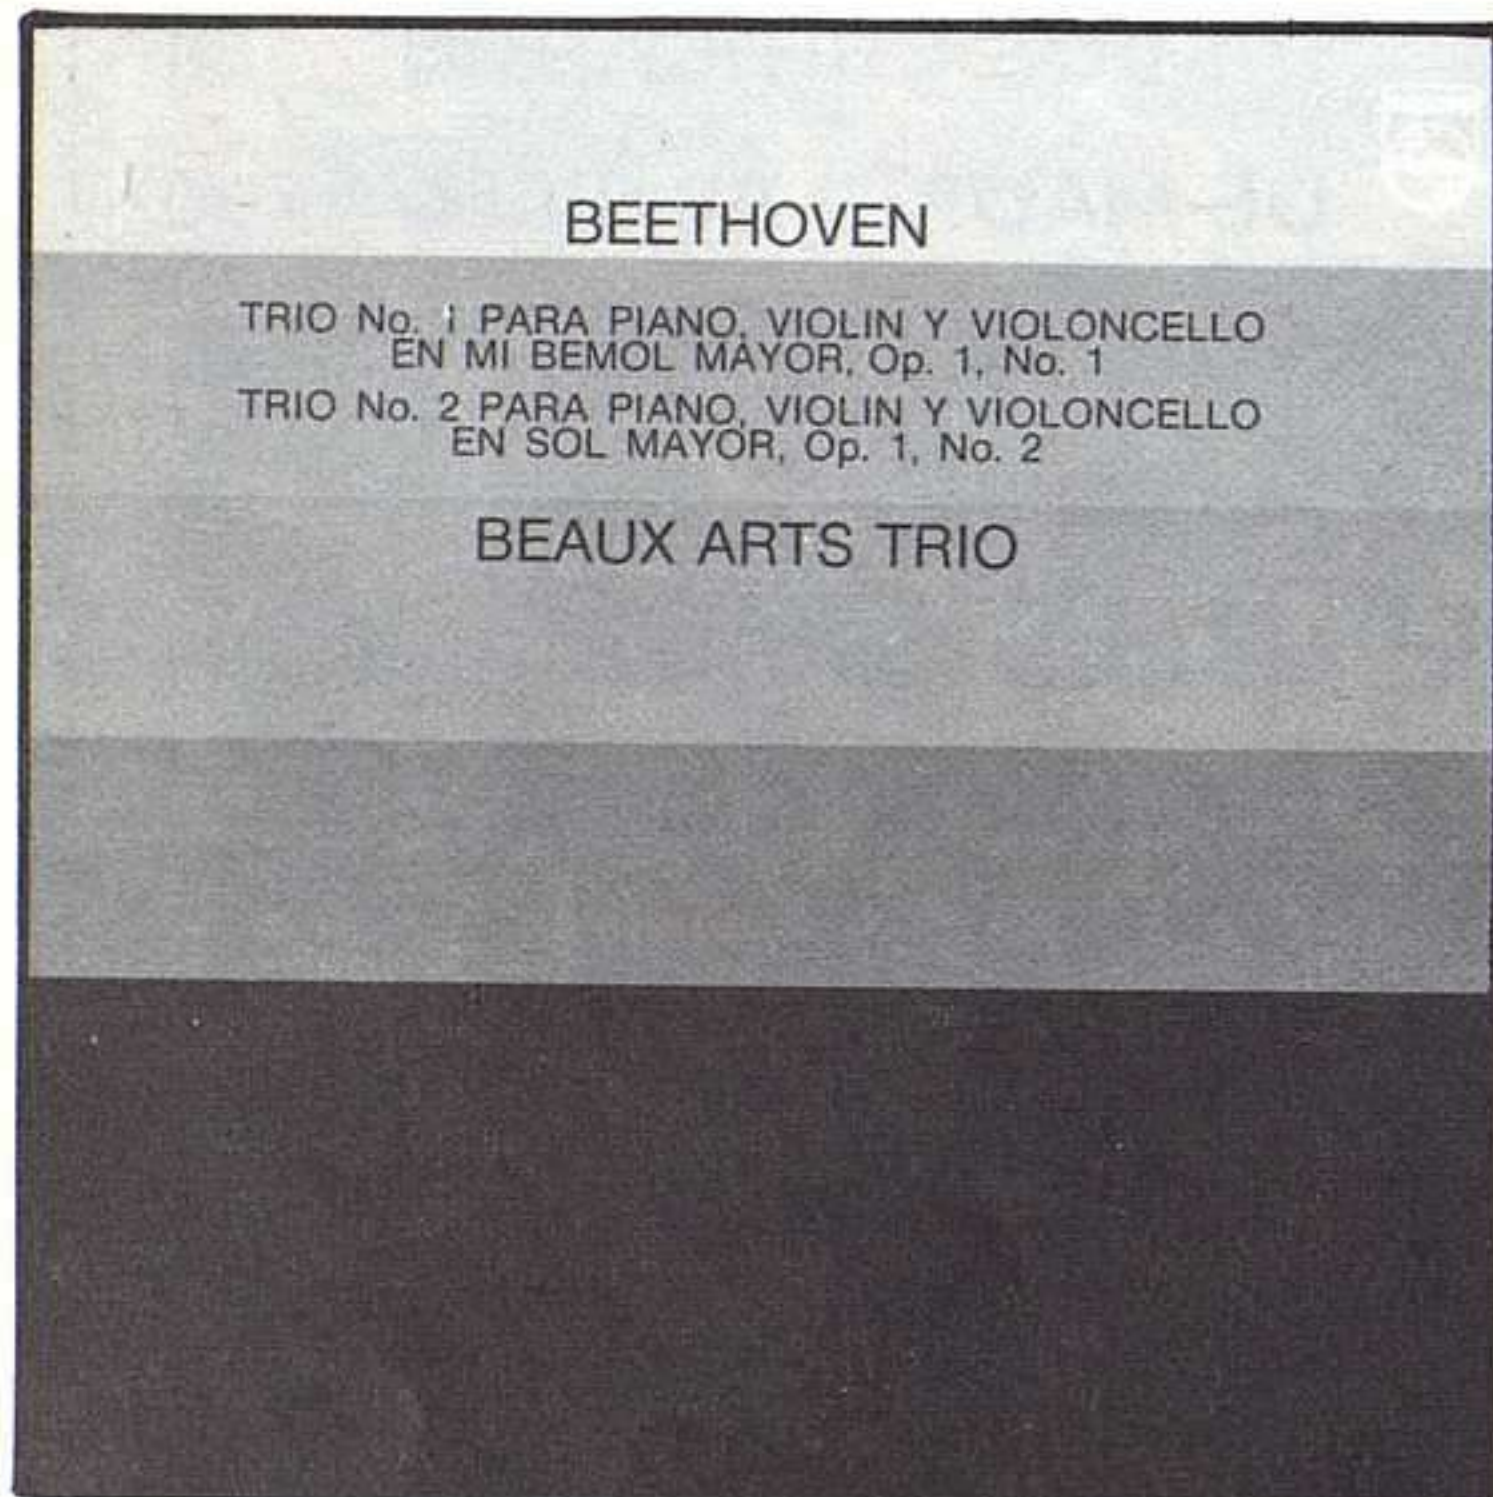 BEETHOVEN
TRIO No. 1 PARA PIANO, VIOLIN Y VIOLONCELLO
EN MI BEMOL MAYOR, Op. 1, No. 1
TRIO No. 2 PARA PIANO, VIOLIN Y VIOLONCELLO
EN SOL MAYOR, Op. 1, No. 2
BEAUX ARTS TRIO